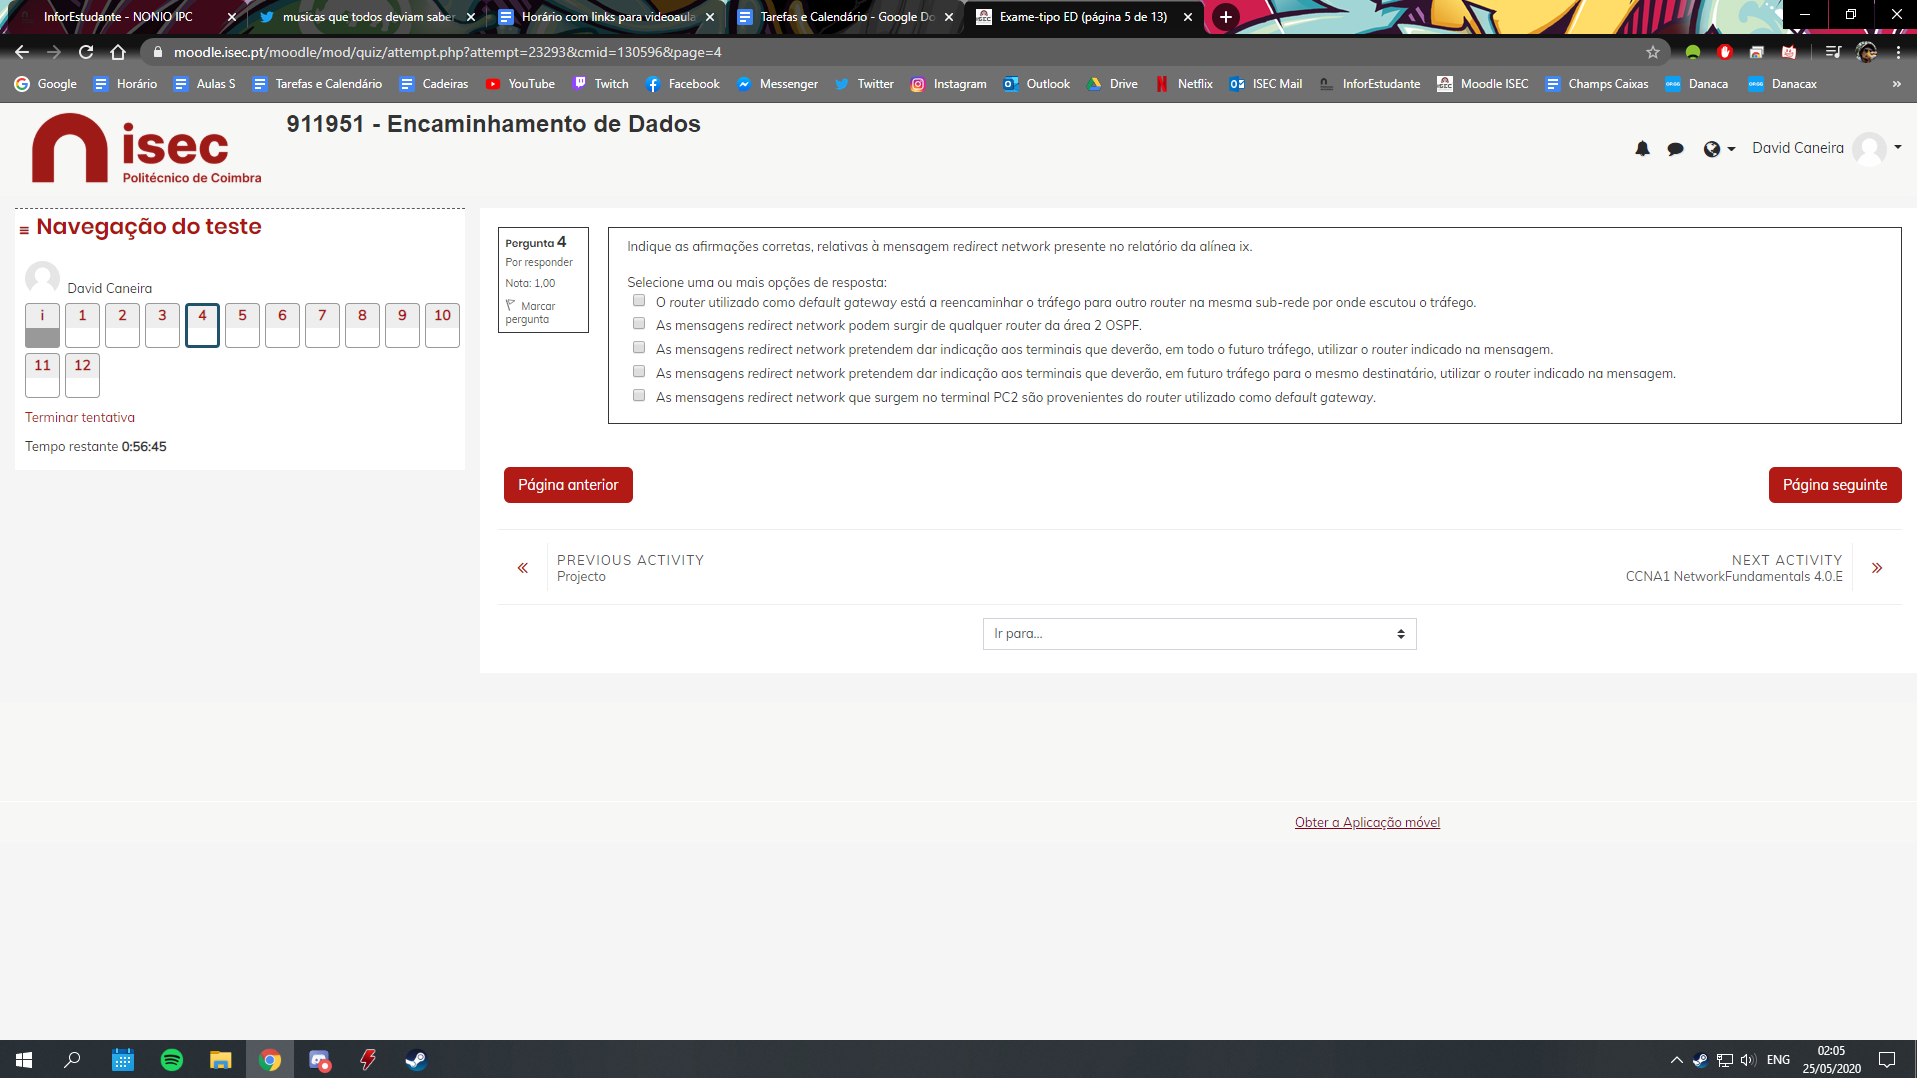 InforEstudante - NONIO IPC
musicas que todos deviam saber
Horário com links para videoaula
Tarefas e Calendário - Google Do
Exame-tipo ED (página 5 de 13)
moodle.isec.pt/moodle/mod/quiz/attempt.php?attempt=23293&cmid=130596&page=4
Google Horário Aulas S Tarefas e Calendário Cadeiras YouTube Twitch Facebook Messenger Twitter Instagram Outlook Drive Netflix ISEC Mail InforEstudante Moodle ISEC Champs Caixas Danaca Danacax »
isec
Politécnico de Coimbra
911951 - Encaminhamento de Dados
David Caneira
Navegação do teste
David Caneira
i 1 2 3 4 5 6 7 8 9 10
11 12
Terminar tentativa
Tempo restante 0:56:45
Pergunta 4
Por responder
Nota: 1,00
Marcar
pergunta
Indique as afirmações corretas, relativas à mensagem redirect network presente no relatório da alínea ix.
Selecione uma ou mais opções de resposta:
O router utilizado como default gateway está a reencaminhar o tráfego para outro router na mesma sub-rede por onde escutou o tráfego.
As mensagens redirect network podem surgir de qualquer router da área 2 OSPF.
As mensagens redirect network pretendem dar indicação aos terminais que deverão, em todo o futuro tráfego, utilizar o router indicado na mensagem.
As mensagens redirect network pretendem dar indicação aos terminais que deverão, em futuro tráfego para o mesmo destinatário, utilizar o router indicado na mensagem.
As mensagens redirect network que surgem no terminal PC2 são provenientes do router utilizado como default gateway.
Página anterior
Página seguinte
PREVIOUS ACTIVITY
Projecto
NEXT ACTIVITY
CCNA1 NetworkFundamentals 4.0.E
Ir para...
Obter a Aplicação móvel
ENG
02:05
25/05/2020